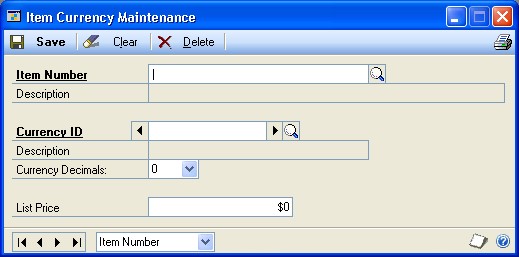 Item Currency Maintenance
Save Clear Delete
Item Number
Description
Currency ID
Description
Currency Decimals: 0
List Price $0
Item Number